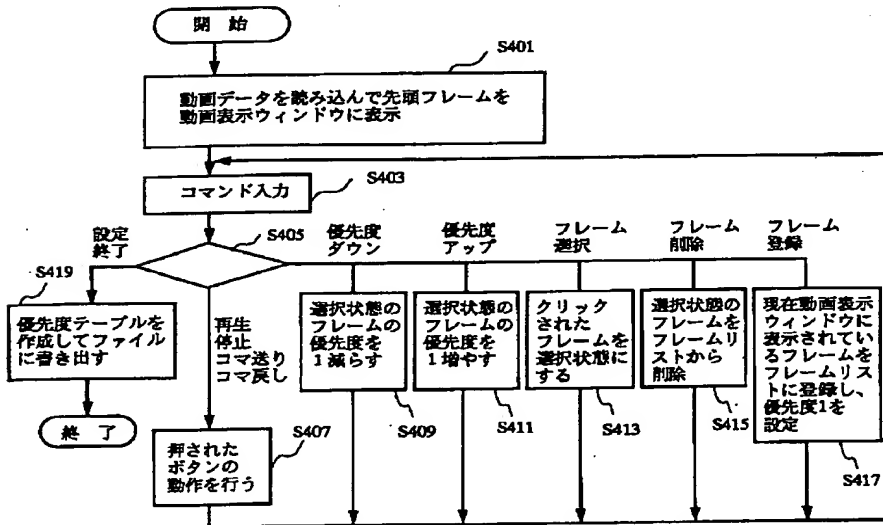 開 始
S401
動画データを読み込んで先頭フレームを
動画表示ウィンドウに表示
コマンド入力
S403
設定
終了
S405
優先度
ダウン
優先度
アップ
フレーム
選択
フレーム
削除
フレーム
登録
S419
優先度テーブルを
作成してファイル
に書き出す
終 了
再生
停止
コマ送り
コマ戻し
押された
ボタンの
動作を行う
S407
選択状態の
フレームの
優先度を
1減らす
S409
選択状態の
フレームの
優先度を
1増やす
S411
クリック
された
フレームを
選択状態に
する
S413
選択状態の
フレームを
フレームリ
ストから
削除
S415
現在動画表示
ウィンドウに
表示されてい
るフレームを
フレームリス
トに登録し、
優先度1を
設定
S417